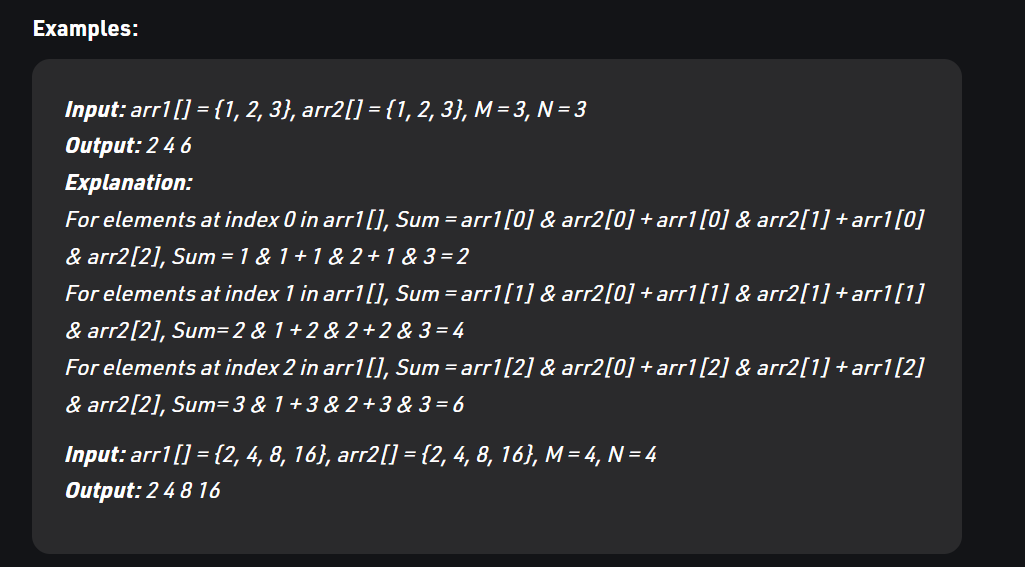 Examples:
Input: arr1[] = {1, 2, 3}, arr2[] = {1, 2, 3}, M = 3, N = 3
Output: 2 4 6
Explanation:
For elements at index 0 in arr1[], Sum = arr1[0] & arr2[0] + arr1[0] & arr2[1] + arr1[0]
& arr2[2], Sum = 1 & 1 + 1 & 2 + 1 & 3 = 2
For elements at index 1 in arr1[], Sum = arr1[1] & arr2[0] + arr1[1] & arr2[1] + arr1[1]
& arr2[2], Sum= 2 & 1 + 2 & 2 + 2 & 3 = 4
For elements at index 2 in arr1[], Sum = arr1[2] & arr2[0] + arr1[2] & arr2[1] + arr1[2]
& arr2[2], Sum= 3 & 1 + 3 & 2 + 3 & 3 = 6
Input: arr1[] = {2, 4, 8, 16}, arr2[] = {2, 4, 8, 16}, M = 4, N = 4
Output: 2 4 8 16